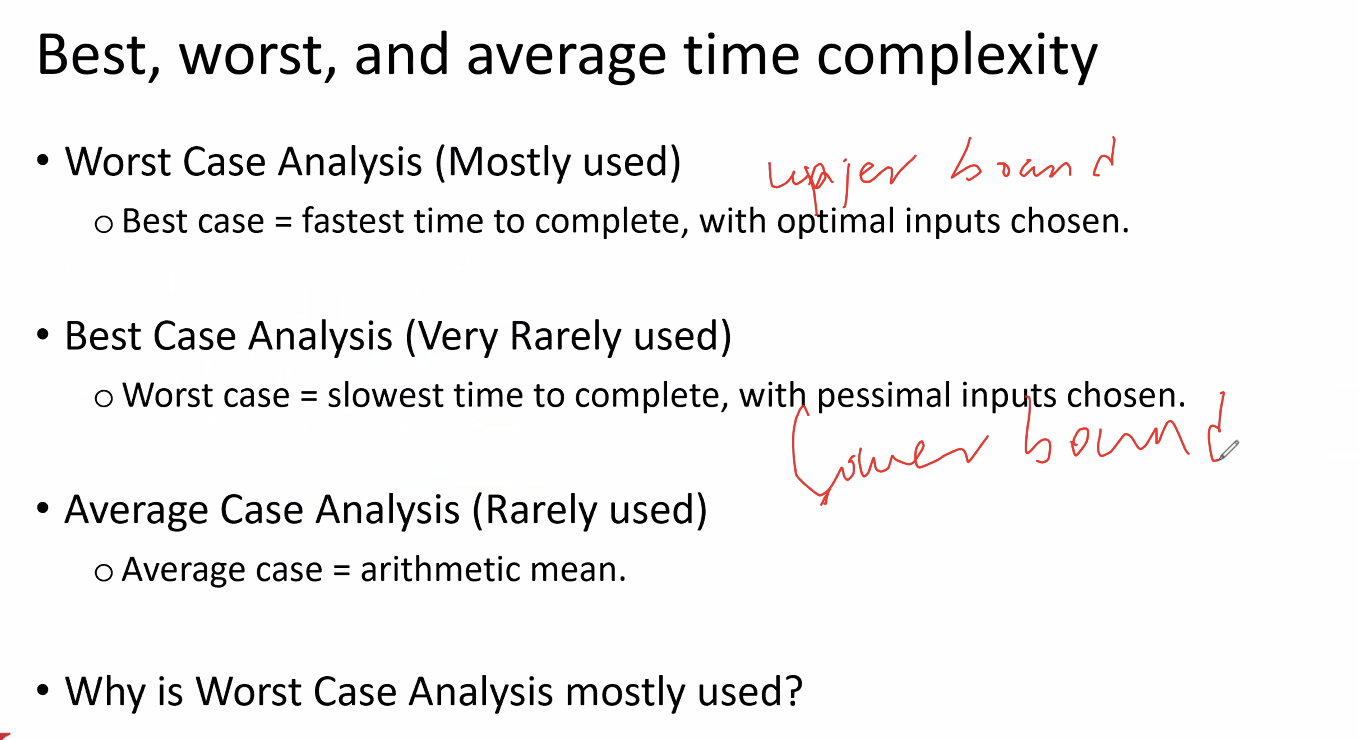 Best, worst, and average time complexity
• Worst Case Analysis (Mostly used)
upper bound
o Best case = fastest time to complete, with optimal inputs chosen.
• Best Case Analysis (Very Rarely used)
o Worst case = slowest time to complete, with pessimal inputs chosen.
Lower bound
• Average Case Analysis (Rarely used)
o Average case = arithmetic mean.
• Why is Worst Case Analysis mostly used?